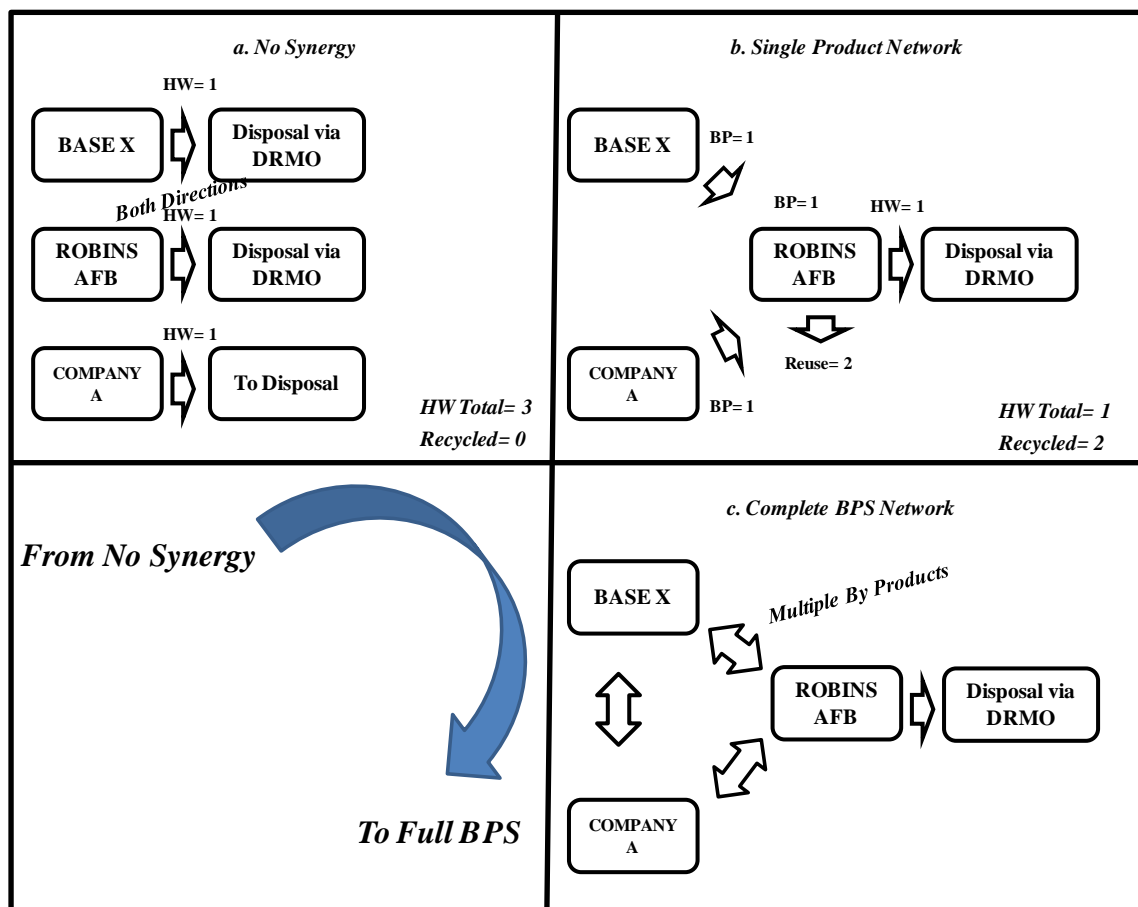 a. No Synergy
HW= 1
BASE X
Disposal via
DRMO
Both Directions
HW= 1
ROBINS
AFB
Disposal via
DRMO
HW= 1
COMPANY
A
To Disposal
HW Total= 3
Recycled= 0
b. Single Product Network
BASE X
BP= 1
BP= 1
HW= 1
ROBINS
AFB
Disposal via
DRMO
Reuse= 2
COMPANY
A
BP= 1
HW Total= 1
Recycled= 2
From No Synergy
To Full BPS
c. Complete BPS Network
BASE X
Multiple By Products
ROBINS
AFB
Disposal via
DRMO
COMPANY
A